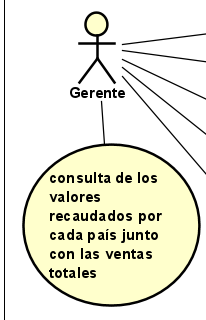 Gerente
consulta de los
valores
recaudados por
cada país junto
con las ventas
totales